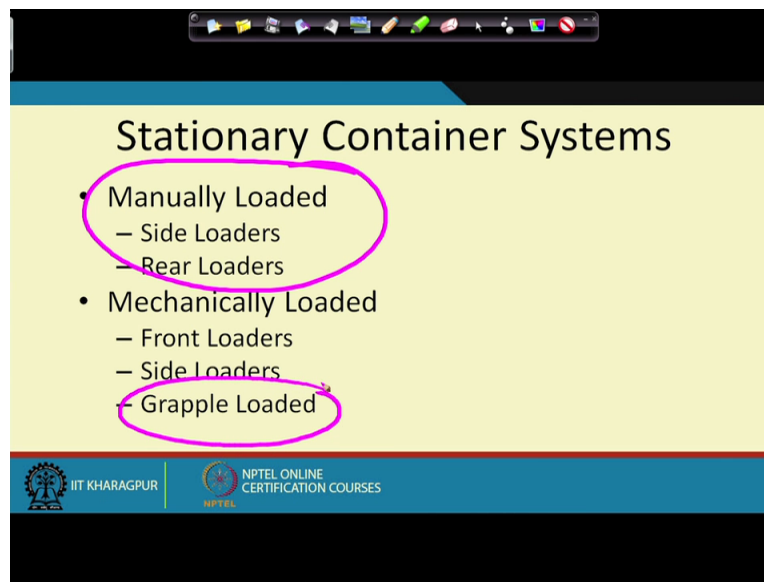 Stationary Container Systems
• Manually Loaded
– Side Loaders
– Rear Loaders
• Mechanically Loaded
– Front Loaders
– Side Loaders
– Grapple Loaded
IIT KHARAGPUR
NPTEL ONLINE
CERTIFICATION COURSES
NPTEL